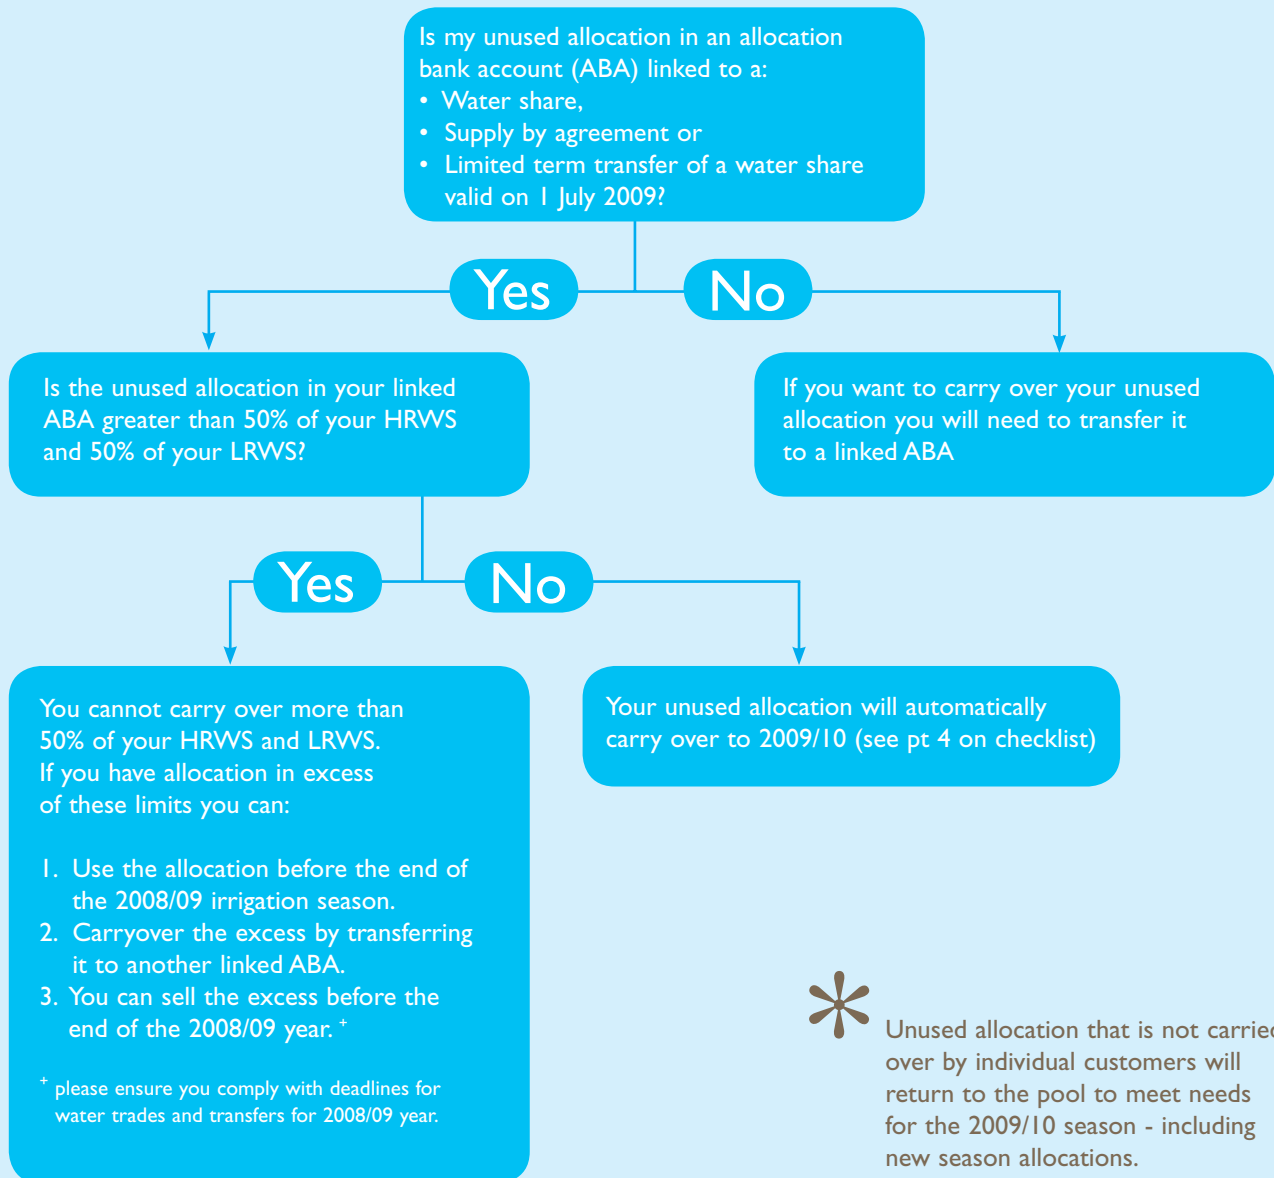 Is my unused allocation in an allocation
bank account (ABA) linked to a:
• Water share,
• Supply by agreement or
• Limited term transfer of a water share
valid on 1 July 2009?
Yes
No
Is the unused allocation in your linked
ABA greater than 50% of your HRWS
and 50% of your LRWS?
If you want to carry over your unused
allocation you will need to transfer it
to a linked ABA
Yes
No
You cannot carry over more than
50% of your HRWS and LRWS.
If you have allocation in excess
of these limits you can:
1. Use the allocation before the end of
the 2008/09 irrigation season.
2. Carryover the excess by transferring
it to another linked ABA.
3. You can sell the excess before the
end of the 2008/09 year. +
+ please ensure you comply with deadlines for
water trades and transfers for 2008/09 year.
Your unused allocation will automatically
carry over to 2009/10 (see pt 4 on checklist)
* Unused allocation that is not carried
over by individual customers will
return to the pool to meet needs
for the 2009/10 season - including
new season allocations.